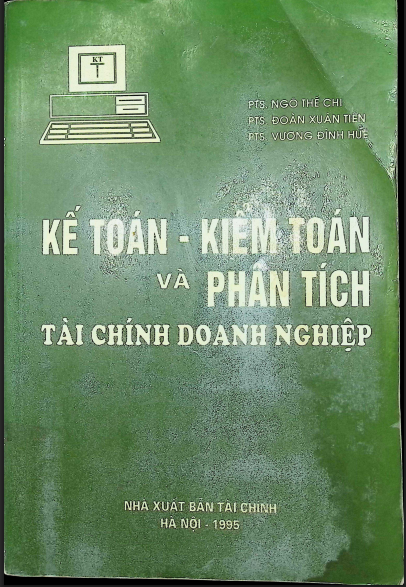 KT
T
PTS. NGÔ THẾ CHI
PTS. ĐOÀN XUÂN TIÊN
PTS. VƯƠNG ĐÌNH HUỆ
KẾ TOÁN - KIỂM TOÁN
VÀ PHÂN TÍCH
TÀI CHÍNH DOANH NGHIỆP
NHÀ XUẤT BẢN TÀI CHÍNH
HÀ NỘI - 1995